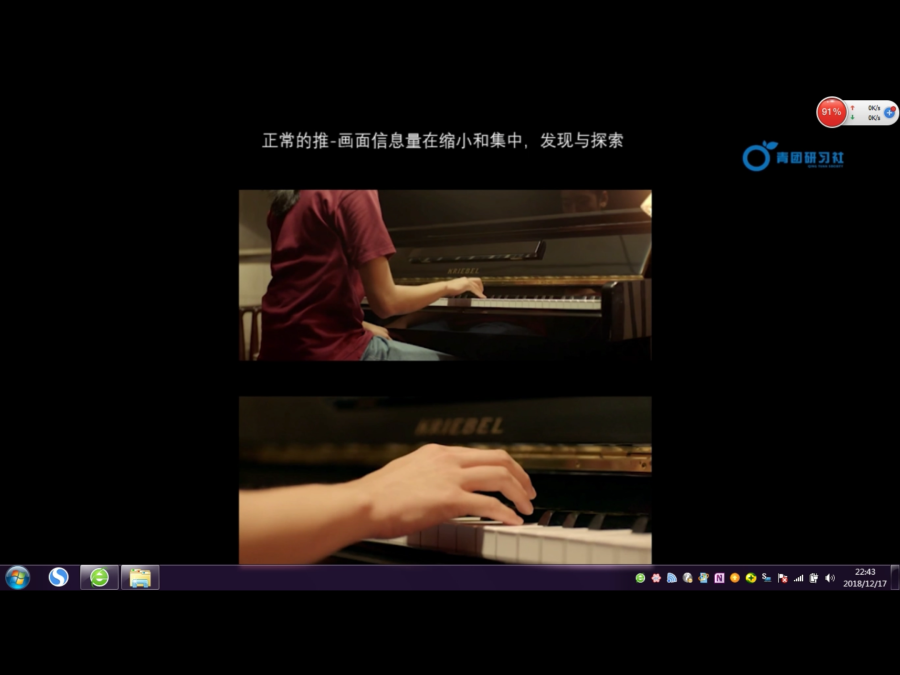 正常的推-画面信息量在缩小和集中，发现与探索
91%
0K/s
0K/s
青团研习社
KRIEBEL
KRIEBEL
22:43
2018/12/17